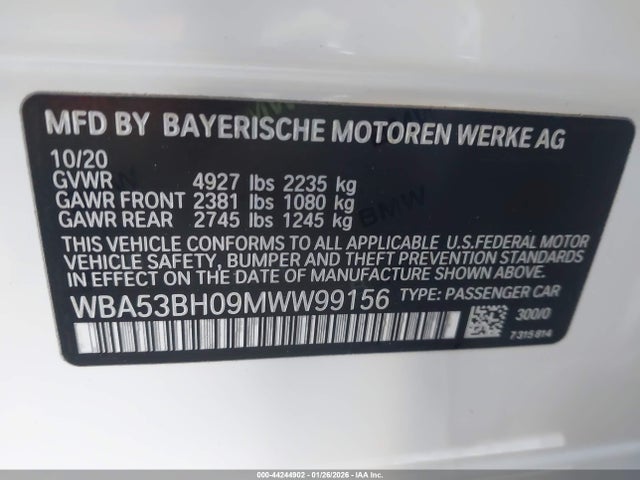 MFD BY BAYERISCHE MOTOREN WERKE AG
10/20
GVWR 4927 lbs 2235 kg
GAWR FRONT 2381 lbs 1080 kg
GAWR REAR 2745 lbs 1245 kg
THIS VEHICLE CONFORMS TO ALL APPLICABLE U.S.FEDERAL MOTOR
VEHICLE SAFETY, BUMPER AND THEFT PREVENTION
STANDARDS IN EFFECT ON THE DATE OF MANUFACTURE SHOWN ABOVE.
WBA53BH09MWW99156 TYPE: PASSENGER CAR
300/0
7 315 814
000-44244902 - 01/26/2026 - IAA Inc.